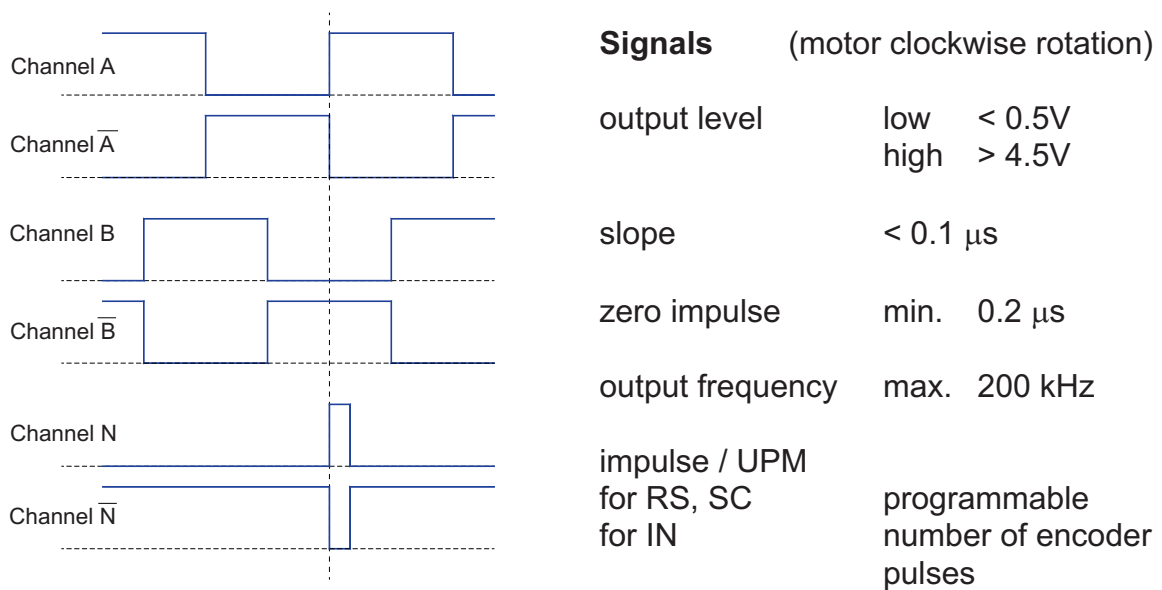 Channel A
Channel A̅
Channel B
Channel B̅
Channel N
Channel N̅
Signals (motor clockwise rotation)
output level low < 0.5V
high > 4.5V
slope < 0.1 μs
zero impulse min. 0.2 μs
output frequency max. 200 kHz
impulse / UPM
for RS, SC programmable
for IN number of encoder
pulses